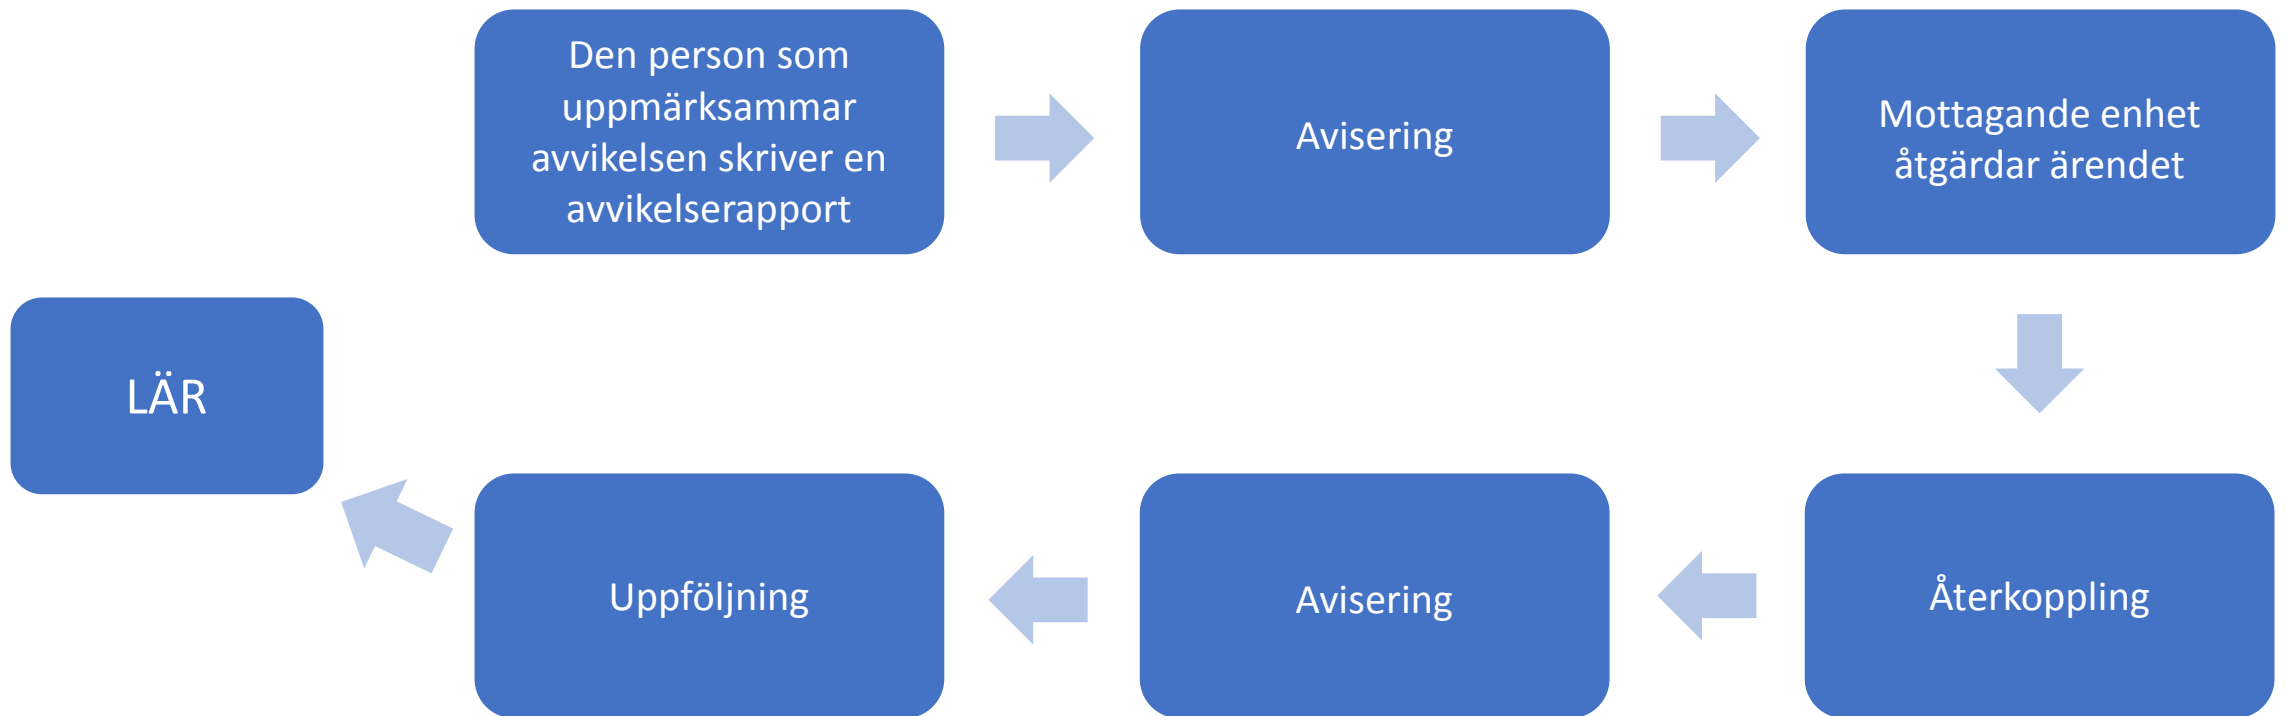 Den person som
uppmärksammar
avvikelsen skriver en
avvikelserapport
Avisering
Mottagande enhet
åtgärdar ärendet
Återkoppling
Avisering
Uppföljning
LÄR